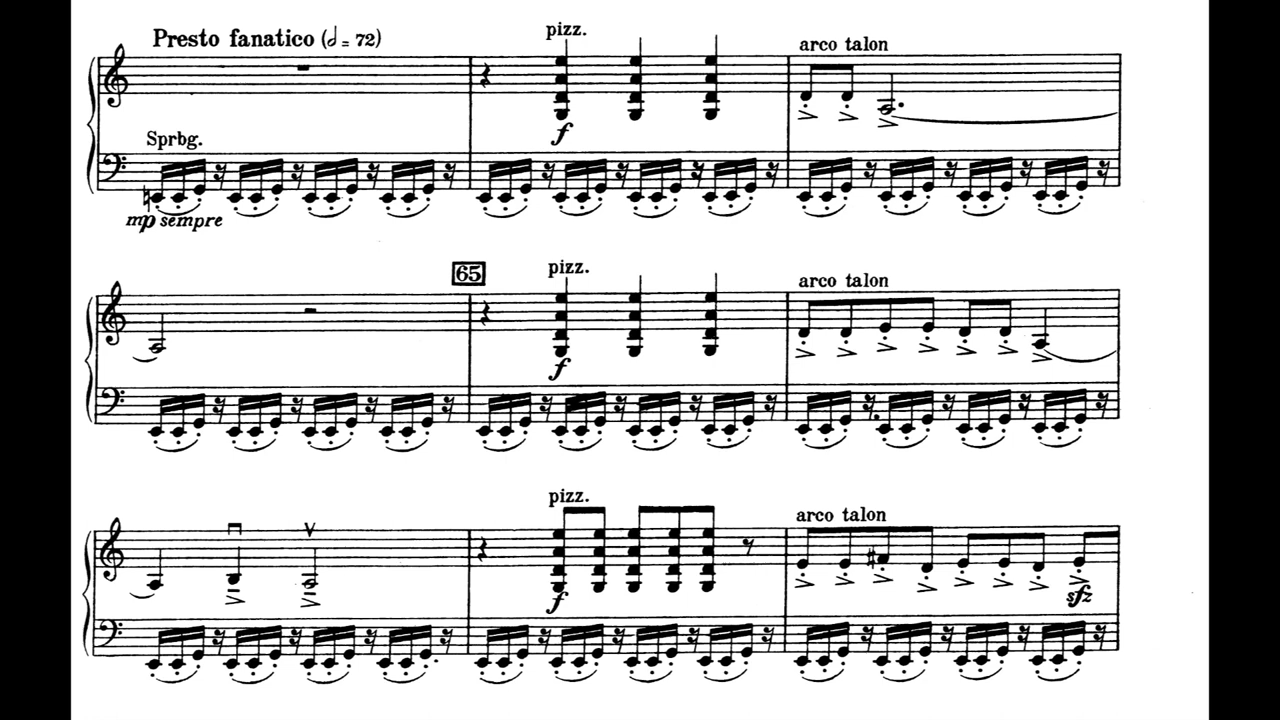 Presto fanatico (𝅗𝅥 = 72)
pizz.
arco talon
f
Sprbg.
mp sempre
65
pizz.
arco talon
f
pizz.
arco talon
f
sfz